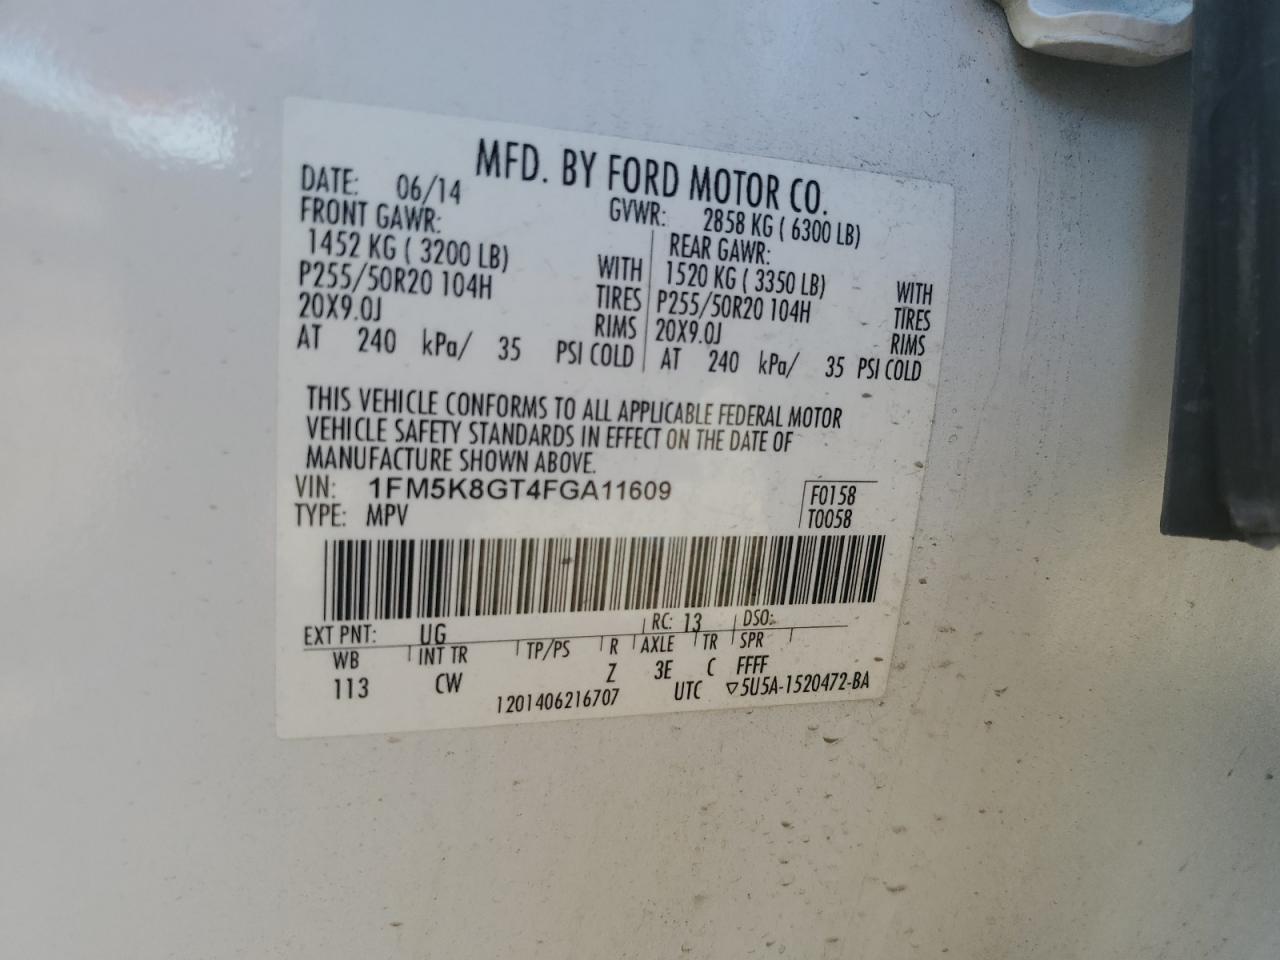 MFD. BY FORD MOTOR CO.
DATE: 06/14 GVWR: 2858 KG ( 6300 LB)
FRONT GAWR: REAR GAWR:
1452 KG ( 3200 LB) WITH 1520 KG ( 3350 LB) WITH
P255/50R20 104H TIRES P255/50R20 104H TIRES
20X9.0J RIMS 20X9.0J RIMS
AT 240 kPa/ 35 PSI COLD AT 240 kPa/ 35 PSI COLD
THIS VEHICLE CONFORMS TO ALL APPLICABLE FEDERAL MOTOR
VEHICLE SAFETY STANDARDS IN EFFECT ON THE DATE OF
MANUFACTURE SHOWN ABOVE.
VIN: 1FM5K8GT4FGA11609 F0158
TYPE: MPV T0058
EXT PNT: UG RC: 13 DSO:
WB INT TR TP/PS R AXLE TR SPR
113 CW Z 3E C FFFF
1201406216707 UTC ▽5U5A-1520472-BA